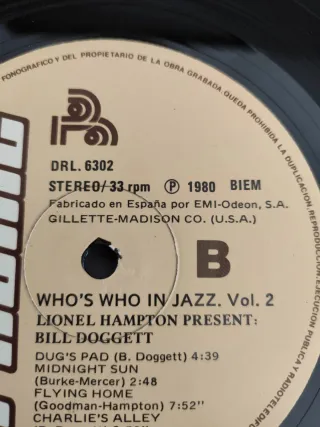 FONOGRAFICO Y DEL PROPIETARIO DE LA OBRA GRABADA QUEDA PROHIBIDA LA DUPLICACION, REPRODUCCION, EJECUCION PUBLICA Y RADIOTELEDIFU
DRL. 6302
STEREO/33 rpm Ⓟ 1980 BIEM
Fabricado en España por EMI-Odeon, S.A.
GILLETTE-MADISON CO. (U.S.A.)
B
WHO'S WHO IN JAZZ. Vol. 2
LIONEL HAMPTON PRESENT:
BILL DOGGETT
DUG'S PAD (B. Doggett) 4:39
MIDNIGHT SUN
(Burke-Mercer) 2:48
FLYING HOME
(Goodman-Hampton) 7:52"
CHARLIE'S ALLEY